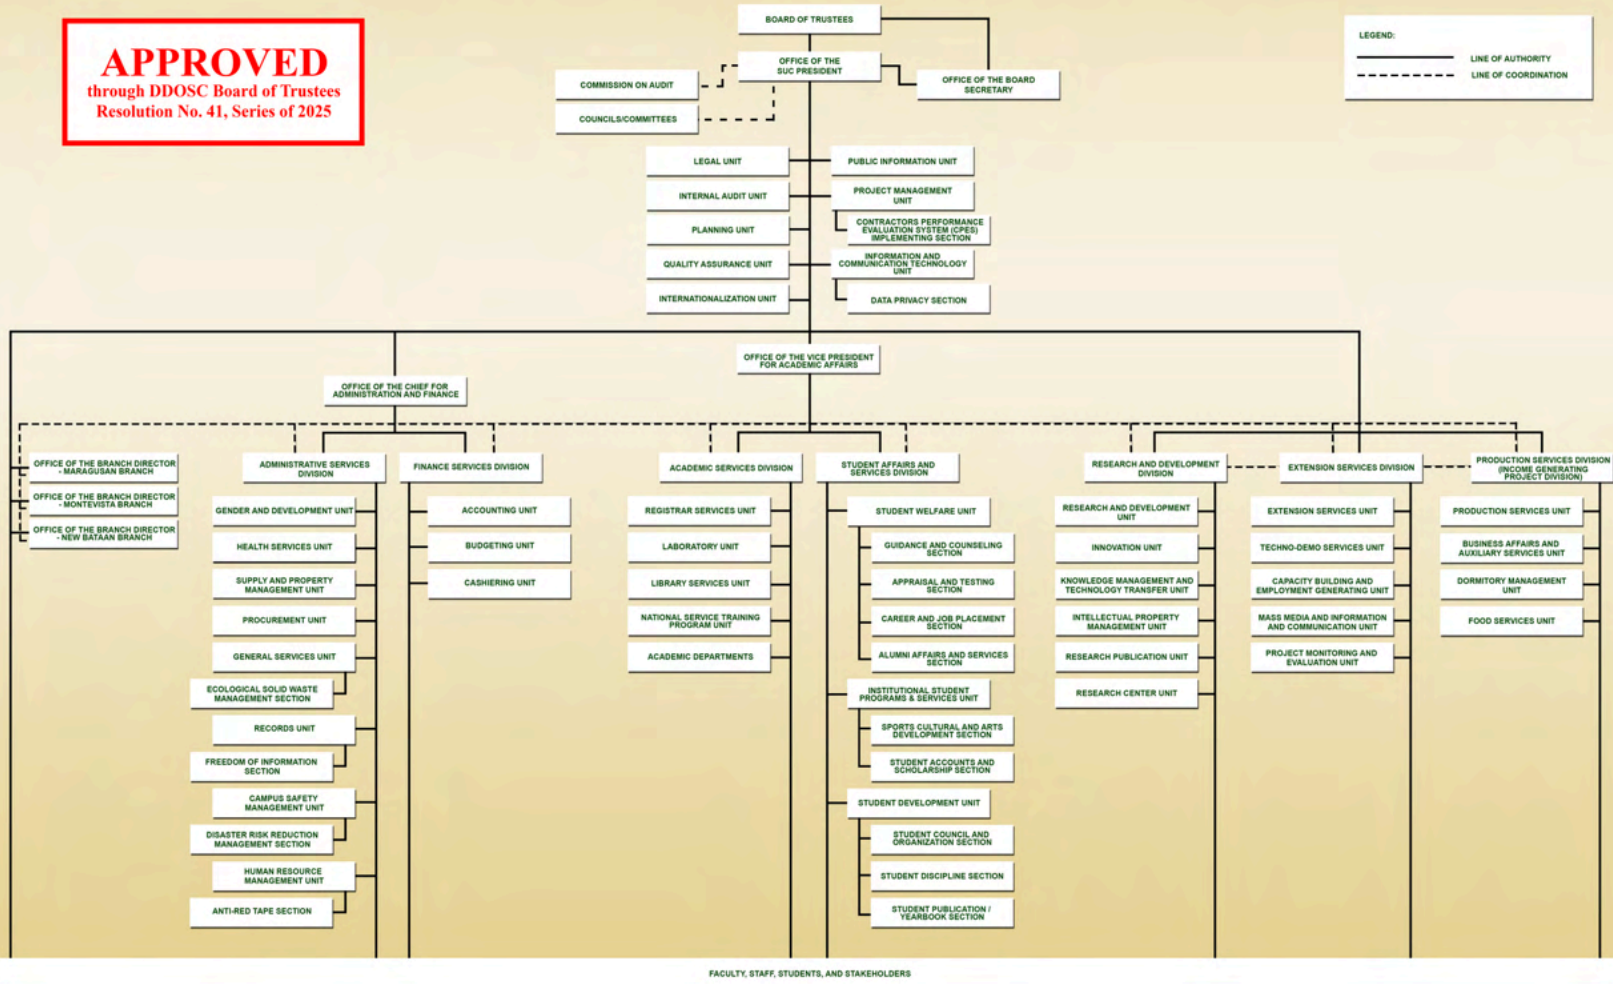 APPROVED
through DDOSC Board of Trustees
Resolution No. 41, Series of 2025
BOARD OF TRUSTEES
OFFICE OF THE
SUC PRESIDENT
OFFICE OF THE BOARD
SECRETARY
COMMISSION ON AUDIT
COUNCILS/COMMITTEES
LEGEND:
LINE OF AUTHORITY
LINE OF COORDINATION
LEGAL UNIT
PUBLIC INFORMATION UNIT
INTERNAL AUDIT UNIT
PROJECT MANAGEMENT
UNIT
PLANNING UNIT
CONTRACTORS PERFORMANCE
EVALUATION SYSTEM (CPES)
IMPLEMENTING SECTION
QUALITY ASSURANCE UNIT
INFORMATION AND
COMMUNICATION TECHNOLOGY
UNIT
INTERNATIONALIZATION UNIT
DATA PRIVACY SECTION
OFFICE OF THE VICE PRESIDENT
FOR ACADEMIC AFFAIRS
OFFICE OF THE CHIEF FOR
ADMINISTRATION AND FINANCE
OFFICE OF THE BRANCH DIRECTOR
- MARAGUSAN BRANCH
OFFICE OF THE BRANCH DIRECTOR
- MONTEVISTA BRANCH
OFFICE OF THE BRANCH DIRECTOR
- NEW BATAAN BRANCH
ADMINISTRATIVE SERVICES
DIVISION
GENDER AND DEVELOPMENT UNIT
HEALTH SERVICES UNIT
SUPPLY AND PROPERTY
MANAGEMENT UNIT
PROCUREMENT UNIT
GENERAL SERVICES UNIT
ECOLOGICAL SOLID WASTE
MANAGEMENT SECTION
RECORDS UNIT
FREEDOM OF INFORMATION
SECTION
CAMPUS SAFETY
MANAGEMENT UNIT
DISASTER RISK REDUCTION
MANAGEMENT SECTION
HUMAN RESOURCE
MANAGEMENT UNIT
ANTI-RED TAPE SECTION
FINANCE SERVICES DIVISION
ACCOUNTING UNIT
BUDGETING UNIT
CASHIERING UNIT
ACADEMIC SERVICES DIVISION
REGISTRAR SERVICES UNIT
LABORATORY UNIT
LIBRARY SERVICES UNIT
NATIONAL SERVICE TRAINING
PROGRAM UNIT
ACADEMIC DEPARTMENTS
STUDENT AFFAIRS AND
SERVICES DIVISION
STUDENT WELFARE UNIT
GUIDANCE AND COUNSELING
SECTION
APPRAISAL AND TESTING
SECTION
CAREER AND JOB PLACEMENT
SECTION
ALUMNI AFFAIRS AND SERVICES
SECTION
INSTITUTIONAL STUDENT
PROGRAMS & SERVICES UNIT
SPORTS CULTURAL AND ARTS
DEVELOPMENT SECTION
STUDENT ACCOUNTS AND
SCHOLARSHIP SECTION
STUDENT DEVELOPMENT UNIT
STUDENT COUNCIL AND
ORGANIZATION SECTION
STUDENT DISCIPLINE SECTION
STUDENT PUBLICATION /
YEARBOOK SECTION
RESEARCH AND DEVELOPMENT
DIVISION
RESEARCH AND DEVELOPMENT
UNIT
INNOVATION UNIT
KNOWLEDGE MANAGEMENT AND
TECHNOLOGY TRANSFER UNIT
INTELLECTUAL PROPERTY
MANAGEMENT UNIT
RESEARCH PUBLICATION UNIT
RESEARCH CENTER UNIT
EXTENSION SERVICES DIVISION
EXTENSION SERVICES UNIT
TECHNO-DEMO SERVICES UNIT
CAPACITY BUILDING AND
EMPLOYMENT GENERATING UNIT
MASS MEDIA AND INFORMATION
AND COMMUNICATION UNIT
PROJECT MONITORING AND
EVALUATION UNIT
PRODUCTION SERVICES DIVISION
(INCOME GENERATING
PROJECT DIVISION)
PRODUCTION SERVICES UNIT
BUSINESS AFFAIRS AND
AUXILIARY SERVICES UNIT
DORMITORY MANAGEMENT
UNIT
FOOD SERVICES UNIT
FACULTY, STAFF, STUDENTS, AND STAKEHOLDERS